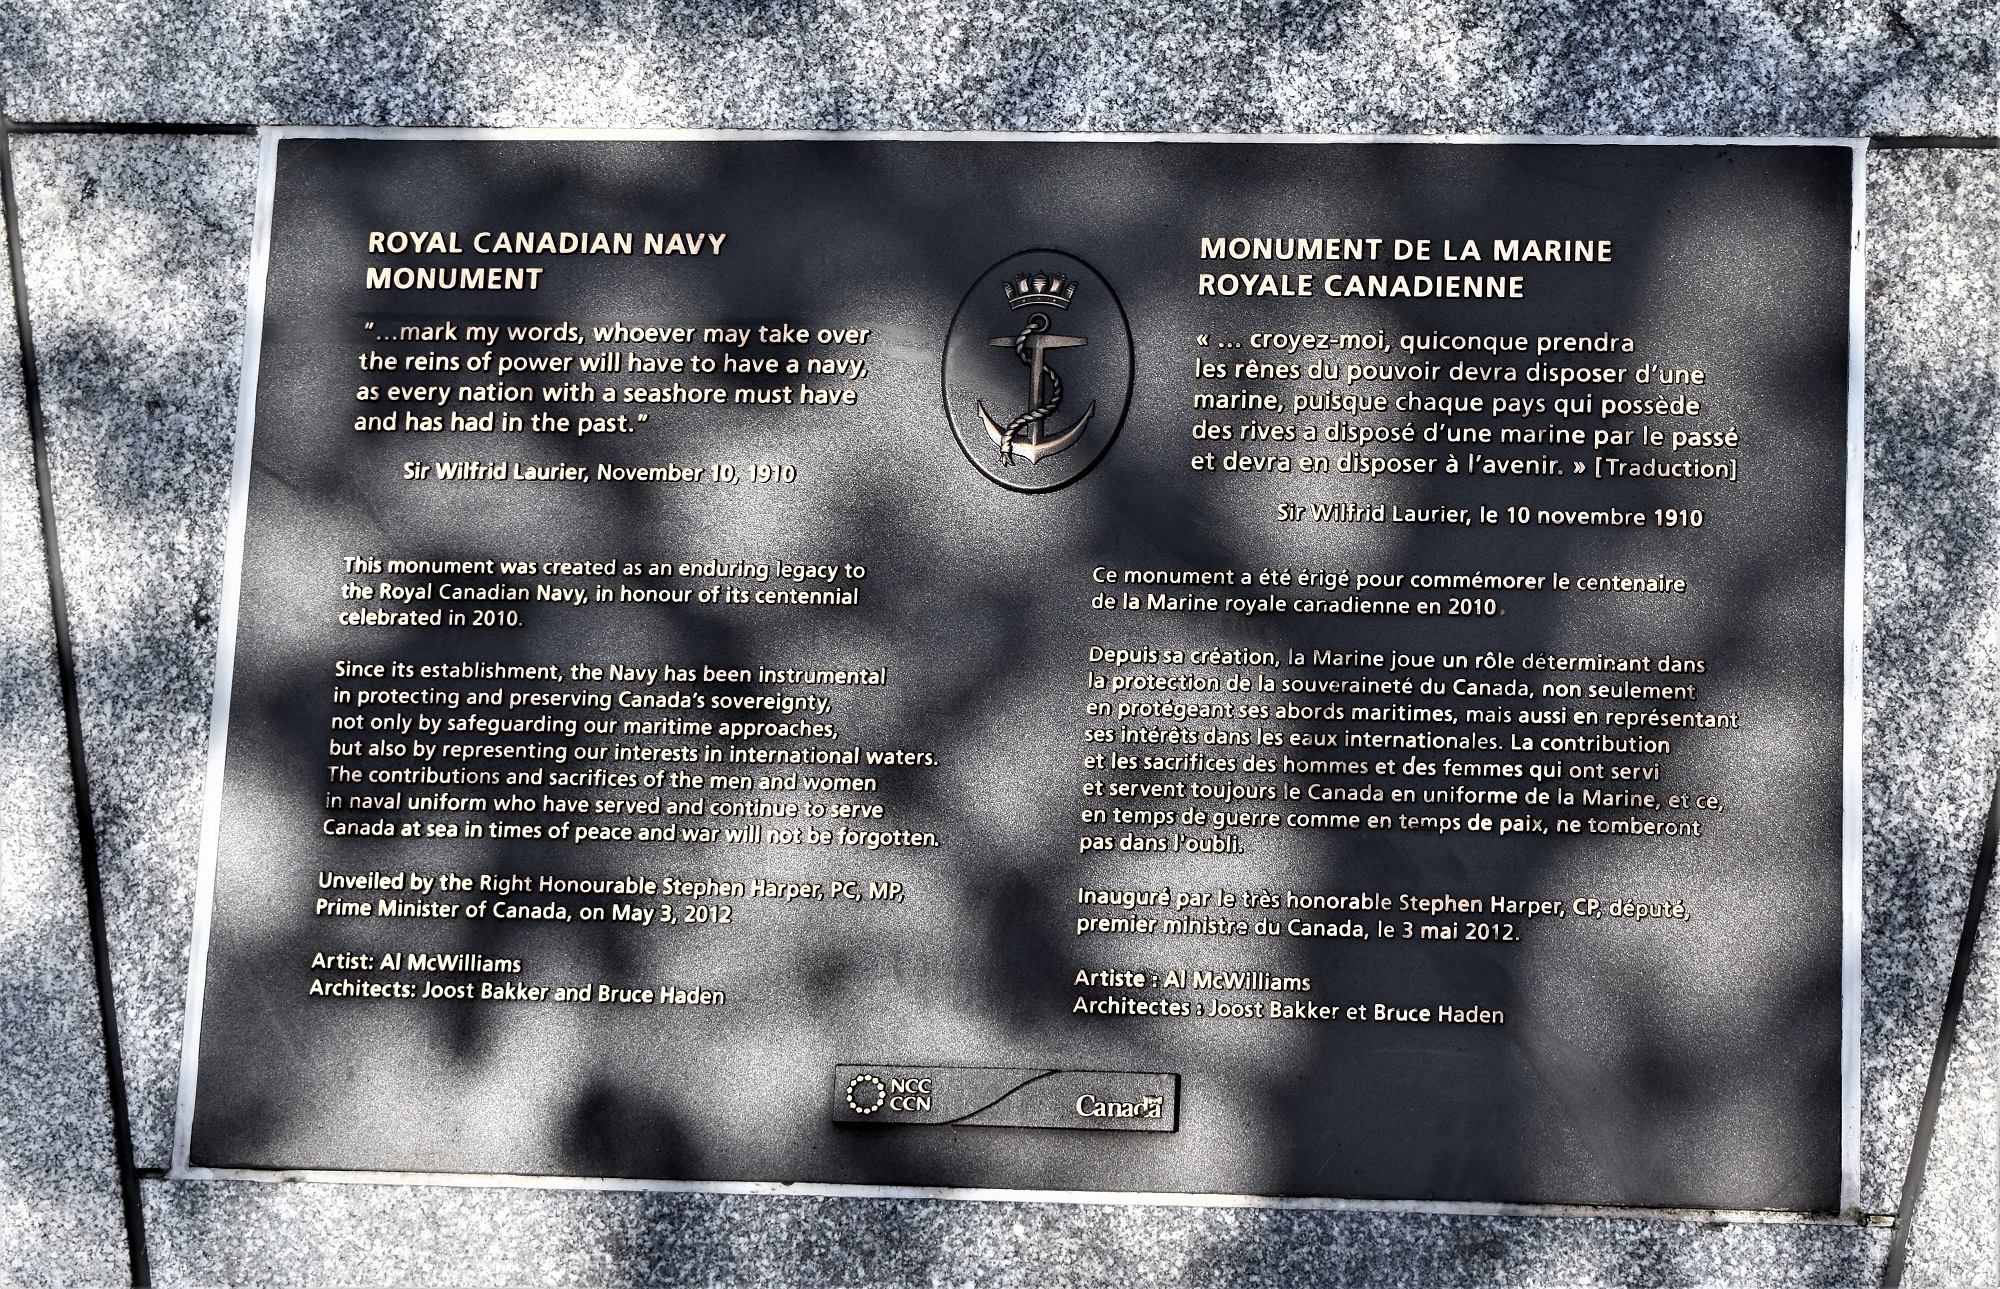 ROYAL CANADIAN NAVY
MONUMENT
"...mark my words, whoever may take over
the reins of power will have to have a navy,
as every nation with a seashore must have
and has had in the past."
Sir Wilfrid Laurier, November 10, 1910
This monument was created as an enduring legacy to
the Royal Canadian Navy, in honour of its centennial
celebrated in 2010.
Since its establishment, the Navy has been instrumental
in protecting and preserving Canada's sovereignty,
not only by safeguarding our maritime approaches,
but also by representing our interests in international waters.
The contributions and sacrifices of the men and women
in naval uniform who have served and continue to serve
Canada at sea in times of peace and war will not be forgotten.
Unveiled by the Right Honourable Stephen Harper, PC, MP,
Prime Minister of Canada, on May 3, 2012
Artist: Al McWilliams
Architects: Joost Bakker and Bruce Haden
MONUMENT DE LA MARINE
ROYALE CANADIENNE
« ... croyez-moi, quiconque prendra
les rênes du pouvoir devra disposer d'une
marine, puisque chaque pays qui possède
des rives a disposé d'une marine par le passé
et devra en disposer à l'avenir. » [Traduction]
Sir Wilfrid Laurier, le 10 novembre 1910
Ce monument a été érigé pour commémorer le centenaire
de la Marine royale canadienne en 2010.
Depuis sa création, la Marine joue un rôle déterminant dans
la protection de la souveraineté du Canada, non seulement
en protégeant ses abords maritimes, mais aussi en représentant
ses intérêts dans les eaux internationales. La contribution
et les sacrifices des hommes et des femmes qui ont servi
et servent toujours le Canada en uniforme de la Marine, et ce,
en temps de guerre comme en temps de paix, ne tomberont
pas dans l'oubli.
Inauguré par le très honorable Stephen Harper, CP, député,
premier ministre du Canada, le 3 mai 2012.
Artiste : Al McWilliams
Architectes : Joost Bakker et Bruce Haden
NCC
CCN
Canada